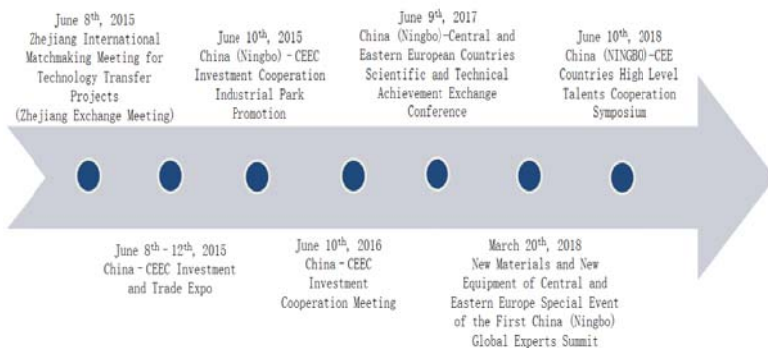 June 8th, 2015
Zhejiang International
Matchmaking Meeting for
Technology Transfer
Projects
(Zhejiang Exchange Meeting)
June 10th, 2015
China (Ningbo) - CEEC
Investment Cooperation
Industrial Park
Promotion
June 9th, 2017
China (Ningbo)-Central and
Eastern European Countries
Scientific and Technical
Achievement Exchange
Conference
June 10th, 2018
China (NINGBO)-CEE
Countries High Level
Talents Cooperation
Symposium
June 8th - 12th, 2015
China - CEEC Investment
and Trade Expo
June 10th, 2016
China- CEEC
Investment
Cooperation Meeting
March 20th, 2018
New Materials and New
Equipment of Central and
Eastern Europe Special Event
of the First China (Ningbo)
Global Experts Summit